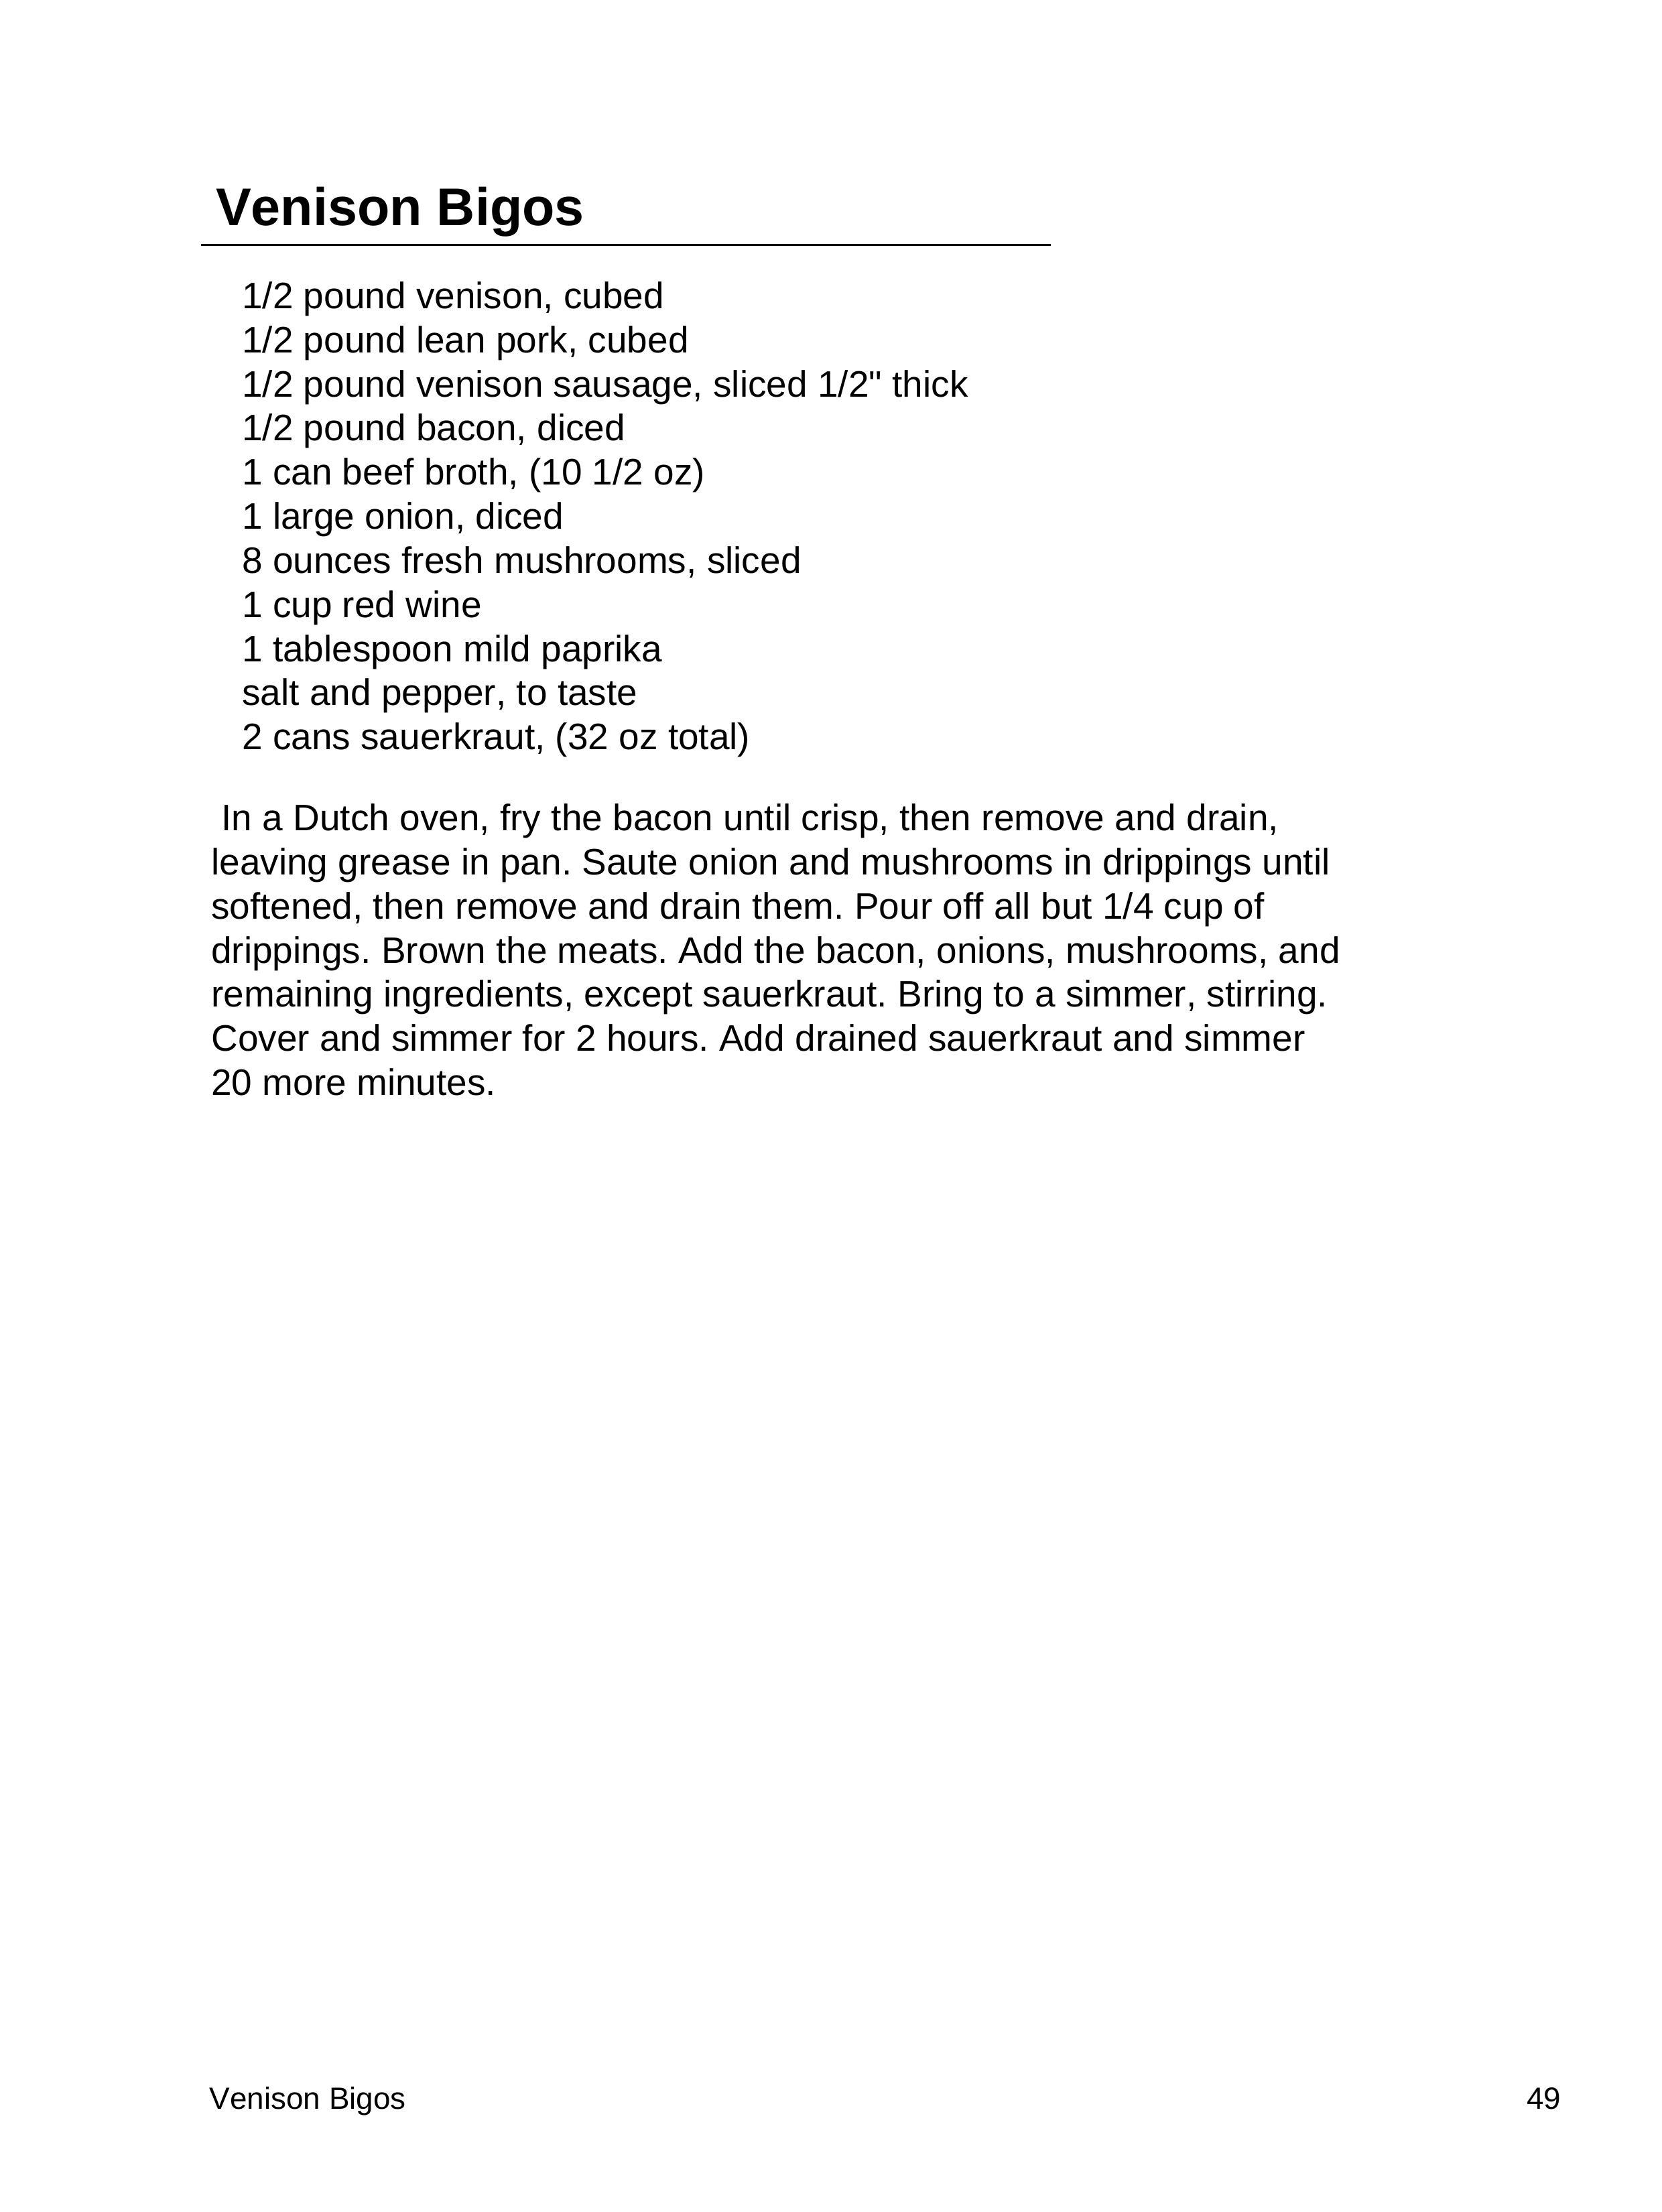 Venison Bigos
1/2 pound venison, cubed
1/2 pound lean pork, cubed
1/2 pound venison sausage, sliced 1/2" thick
1/2 pound bacon, diced
1 can beef broth, (10 1/2 oz)
1 large onion, diced
8 ounces fresh mushrooms, sliced
1 cup red wine
1 tablespoon mild paprika
salt and pepper, to taste
2 cans sauerkraut, (32 oz total)
In a Dutch oven, fry the bacon until crisp, then remove and drain,
leaving grease in pan. Saute onion and mushrooms in drippings until
softened, then remove and drain them. Pour off all but 1/4 cup of
drippings. Brown the meats. Add the bacon, onions, mushrooms, and
remaining ingredients, except sauerkraut. Bring to a simmer, stirring.
Cover and simmer for 2 hours. Add drained sauerkraut and simmer
20 more minutes.
Venison Bigos 49